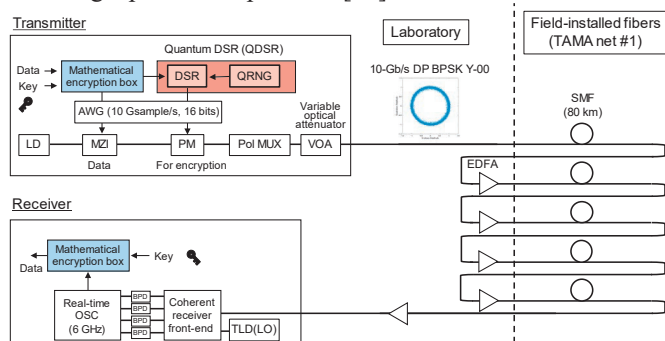 Transmitter
Quantum DSR (QDSR)
Data
Key
Mathematical
encryption box
DSR
QRNG
AWG (10 Gsample/s, 16 bits)
Variable
optical
attenuator
LD
MZI
PM
Pol MUX
VOA
Data
For encryption
Laboratory
10-Gb/s DP BPSK Y-00
Field-installed fibers
(TAMA net #1)
SMF
(80 km)
EDFA
Receiver
Mathematical
encryption box
Data
Key
Real-time
OSC
(6 GHz)
BPD
BPD
BPD
BPD
Coherent
receiver
front-end
TLD(LO)